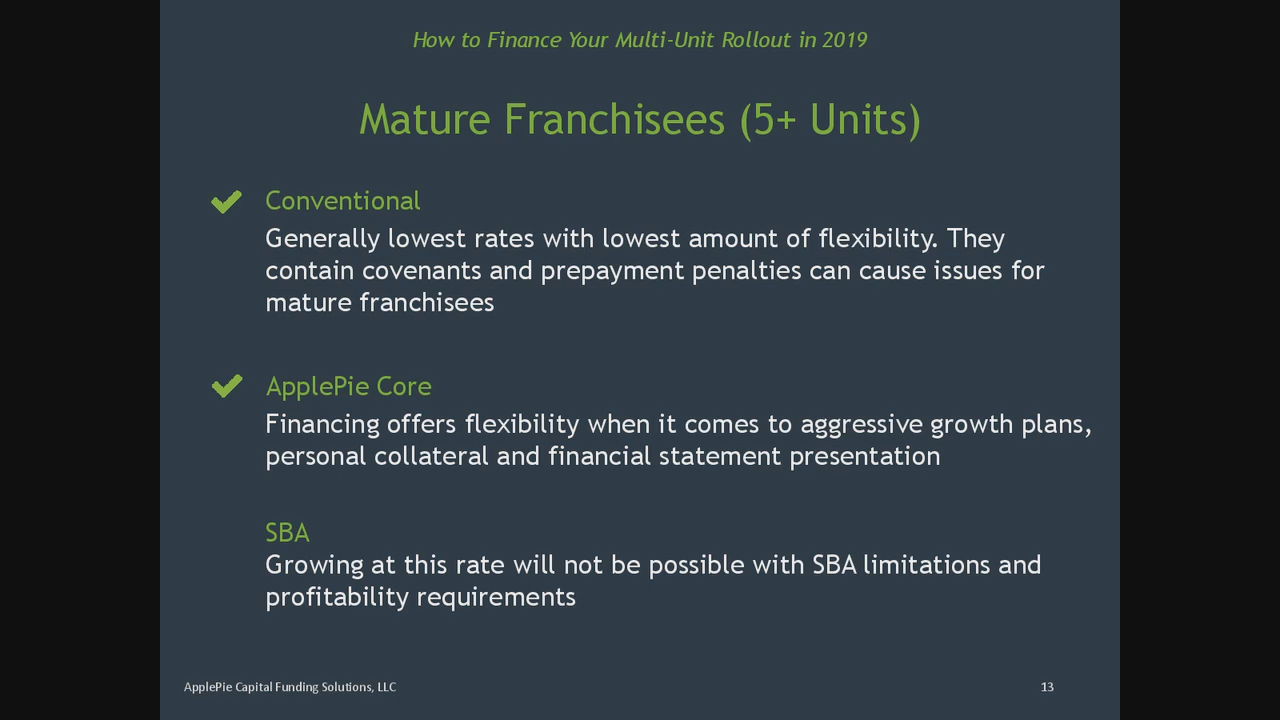 How to Finance Your Multi-Unit Rollout in 2019
Mature Franchisees (5+ Units)
Conventional
Generally lowest rates with lowest amount of flexibility. They
contain covenants and prepayment penalties can cause issues for
mature franchisees
ApplePie Core
Financing offers flexibility when it comes to aggressive growth plans,
personal collateral and financial statement presentation
SBA
Growing at this rate will not be possible with SBA limitations and
profitability requirements
ApplePie Capital Funding Solutions, LLC
13